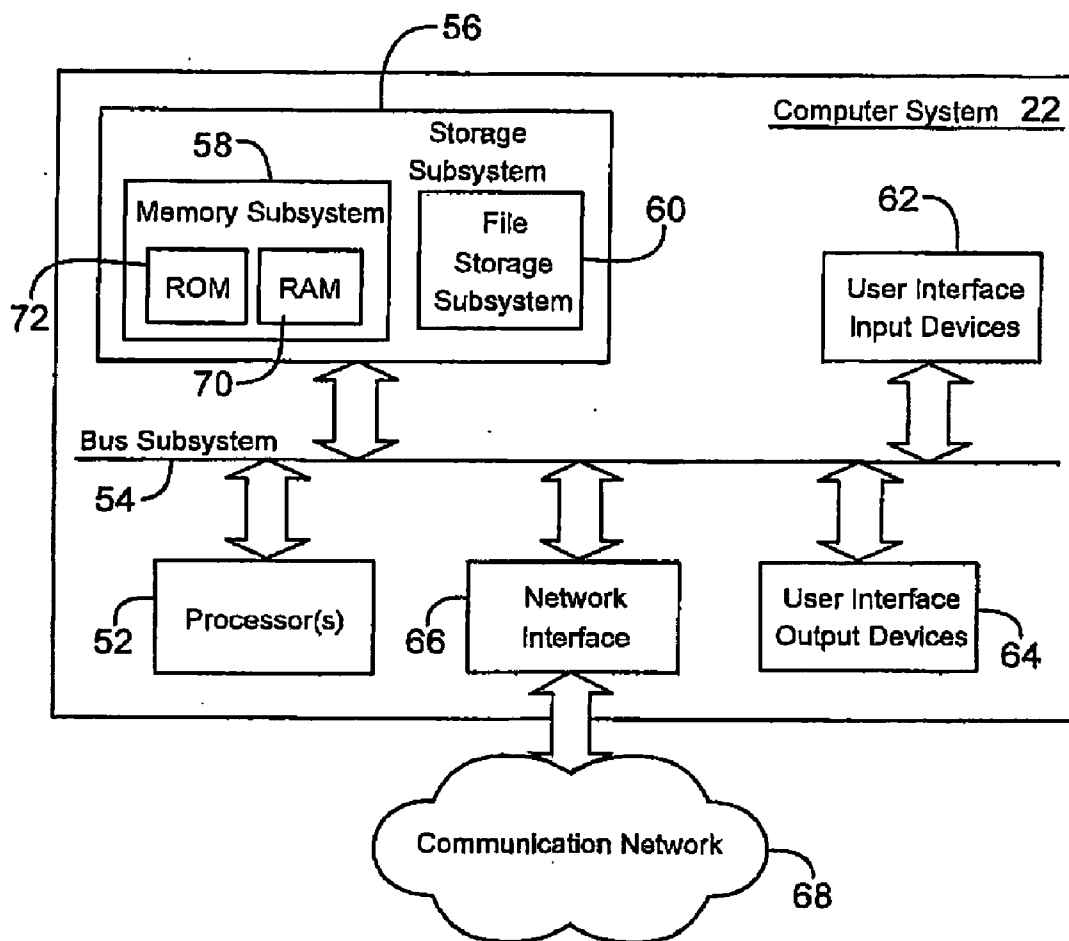 56
Computer System 22
Storage
Subsystem
58
Memory Subsystem
60
File
Storage
Subsystem
62
ROM
RAM
72
70
User Interface
Input Devices
Bus Subsystem
54
Processor(s)
52
Network
Interface
66
User Interface
Output Devices
64
Communication Network
68